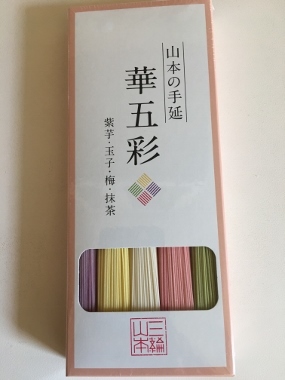 山本の手延
華五彩
紫芋・玉子・梅・抹茶
三輪
山本